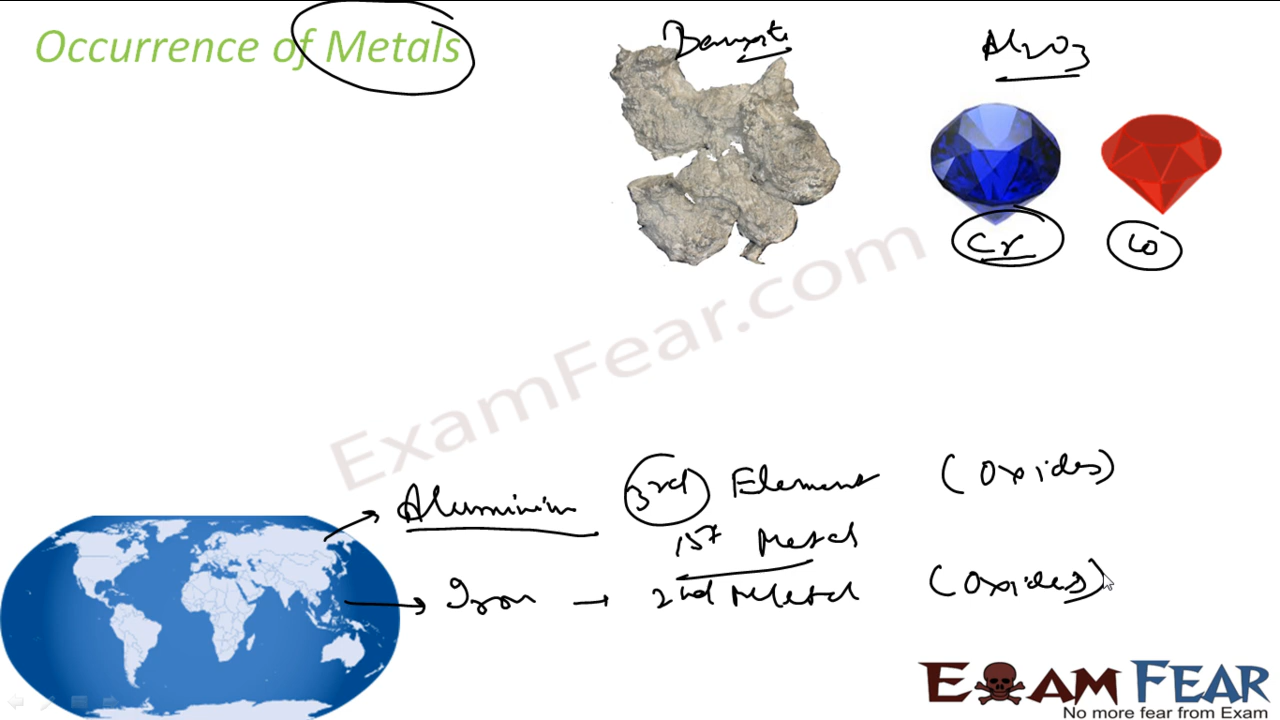 Occurrence of Metals
Bauxite
Al2O3
Cr
Co
ExamFear.com
Aluminium 3rd Element (Oxides)
1st Metal
Iron → 2nd Metal (Oxides)
EXAM FEAR
No more fear from Exam